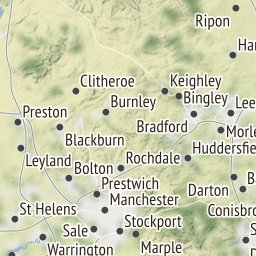 Ripon
Har
Clitheroe
Keighley
Bingley
Burnley
Lee
Preston
Bradford
Morle
Blackburn
Leyland
Rochdale
Huddersfie
Bolton
Prestwich
Darton
Ba
Manchester
St Helens
Conisbro
Sale
Stockport
S
Warrington
Marple
D